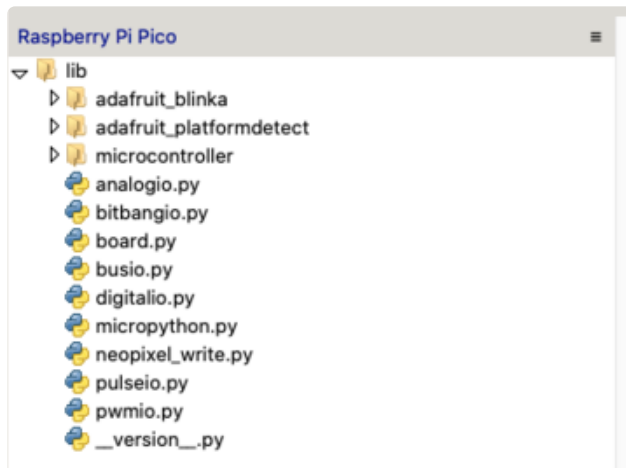 Raspberry Pi Pico
lib
adafruit_blinka
adafruit_platformdetect
microcontroller
analogio.py
bitbangio.py
board.py
busio.py
digitalio.py
micropython.py
neopixel_write.py
pulseio.py
pwmio.py
__version__.py